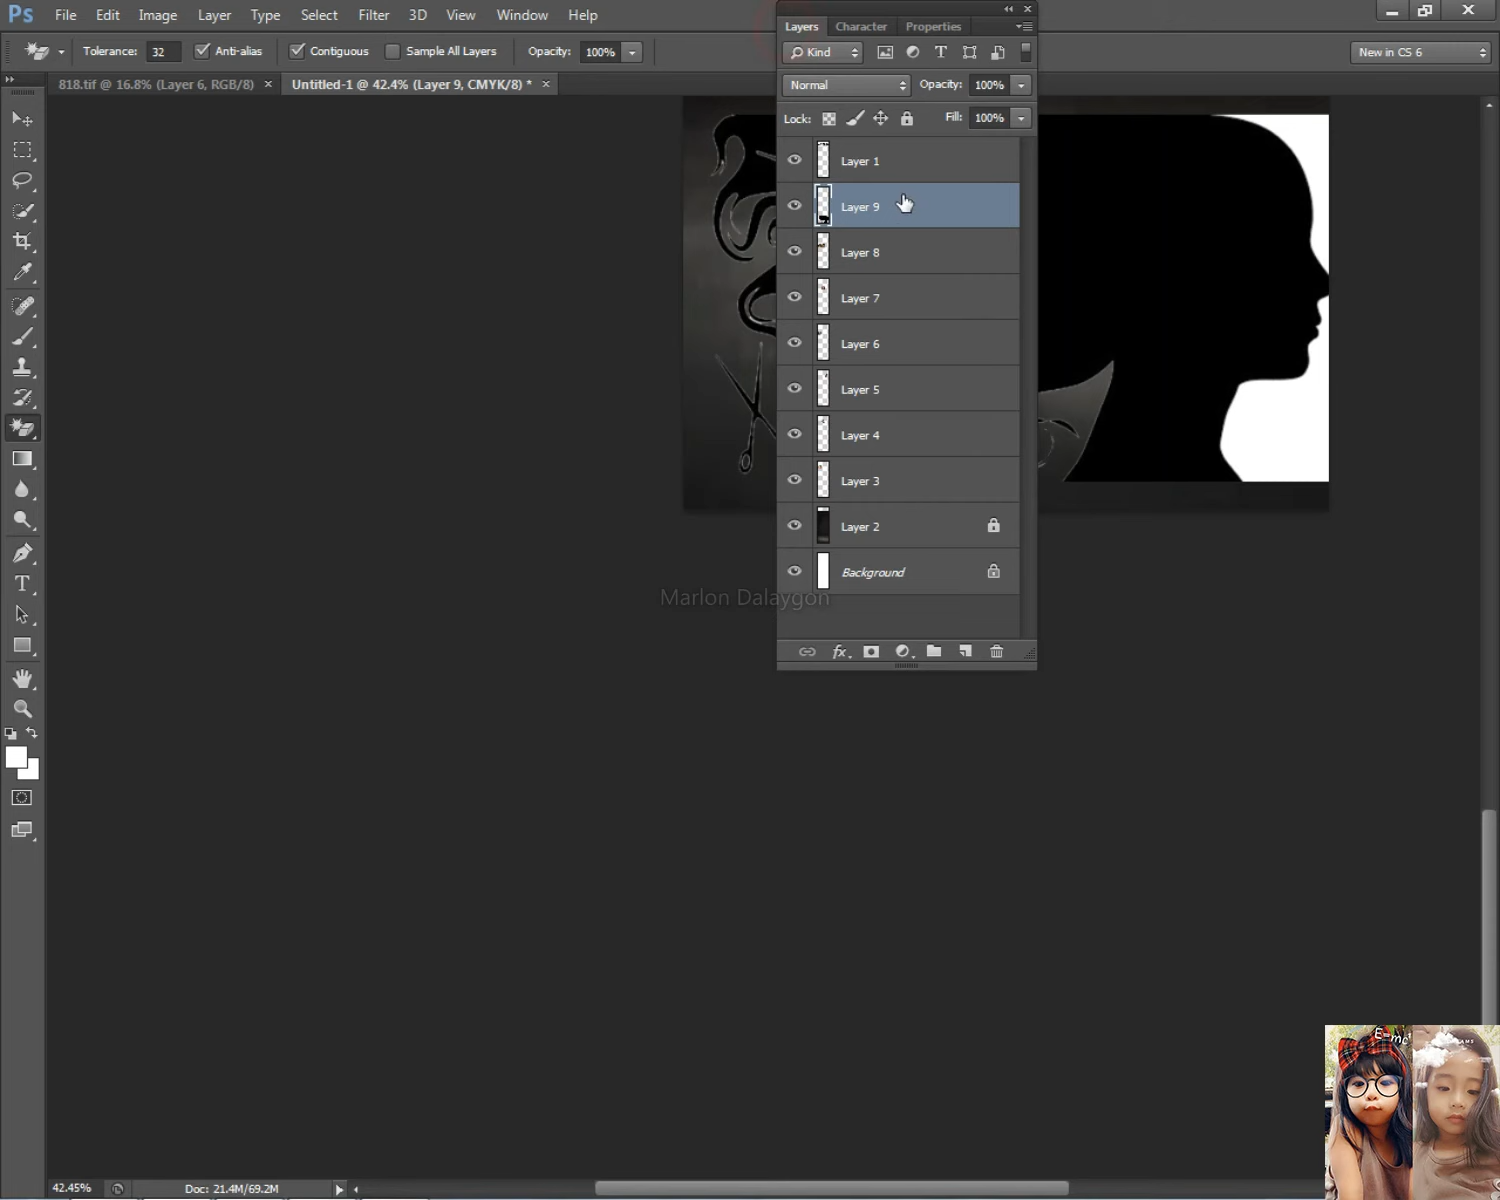 Ps File Edit Image Layer Type Select Filter 3D View Window Help
Tolerance: 32 Anti-alias Contiguous Sample All Layers Opacity: 100% New in CS 6
818.tif @ 16.8% (Layer 6, RGB/8) × Untitled-1 @ 42.4% (Layer 9, CMYK/8) * ×
Layers Character Properties
Kind
Normal Opacity: 100%
Lock: Fill: 100%
Layer 1
Layer 9
Layer 8
Layer 7
Layer 6
Layer 5
Layer 4
Layer 3
Layer 2
Background
Marlon Dalaygon
fx
E=mc
42.45% Doc: 21.4M/69.2M